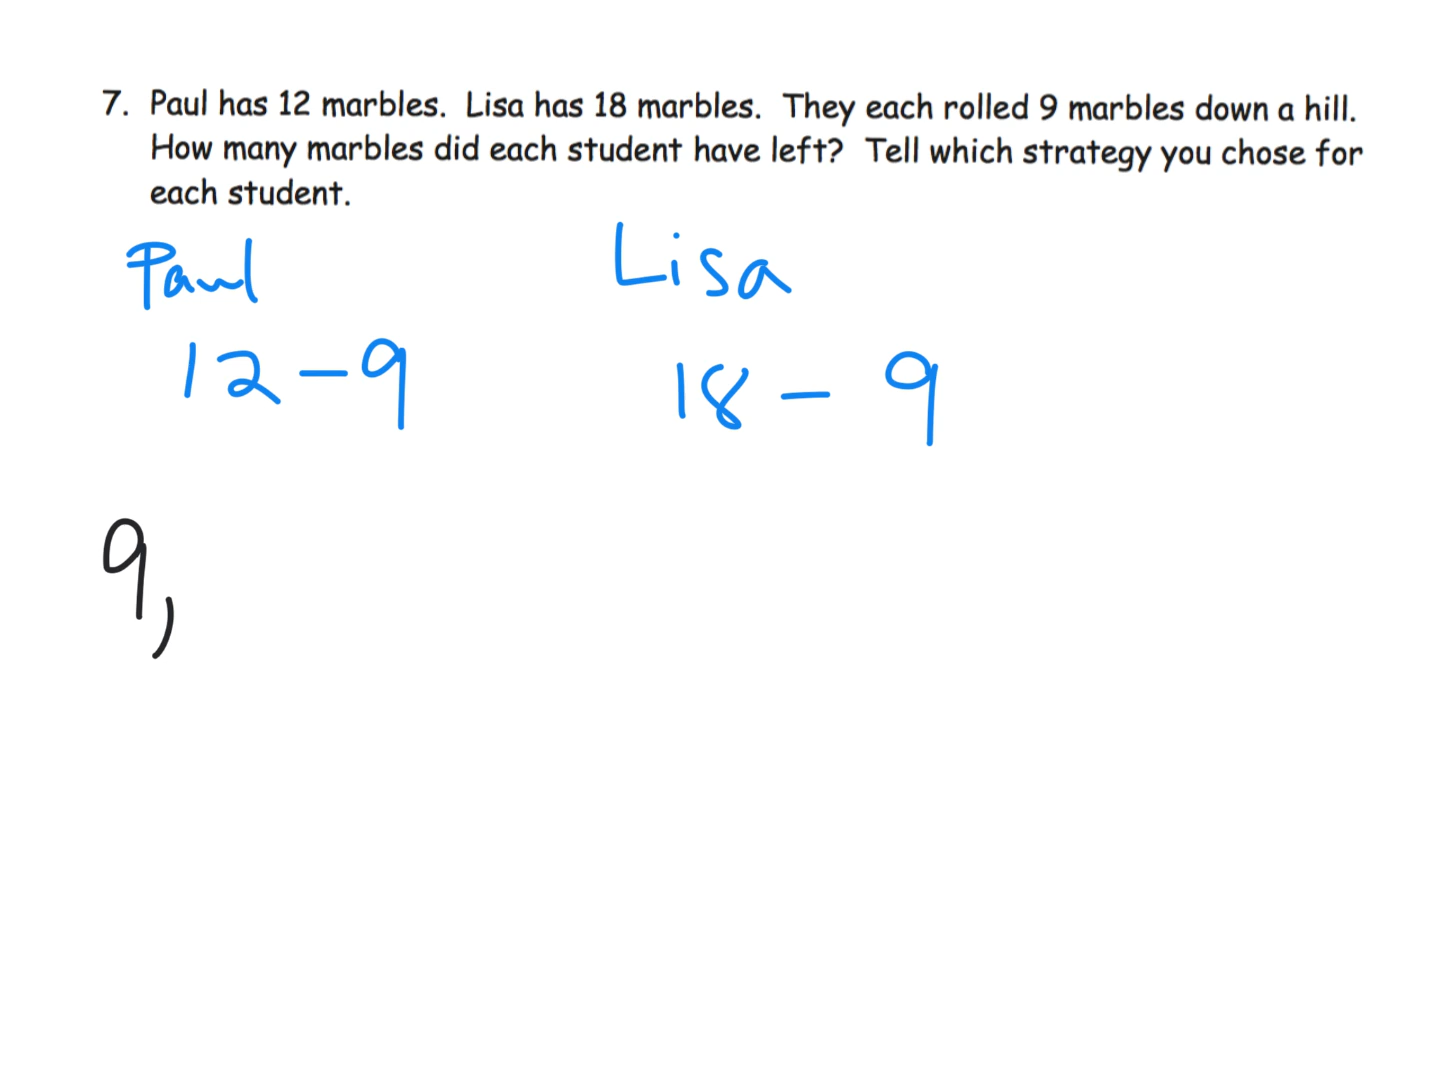 7. Paul has 12 marbles. Lisa has 18 marbles. They each rolled 9 marbles down a hill.
How many marbles did each student have left? Tell which strategy you chose for
each student.
Paul Lisa
12 - 9 18 - 9
9,